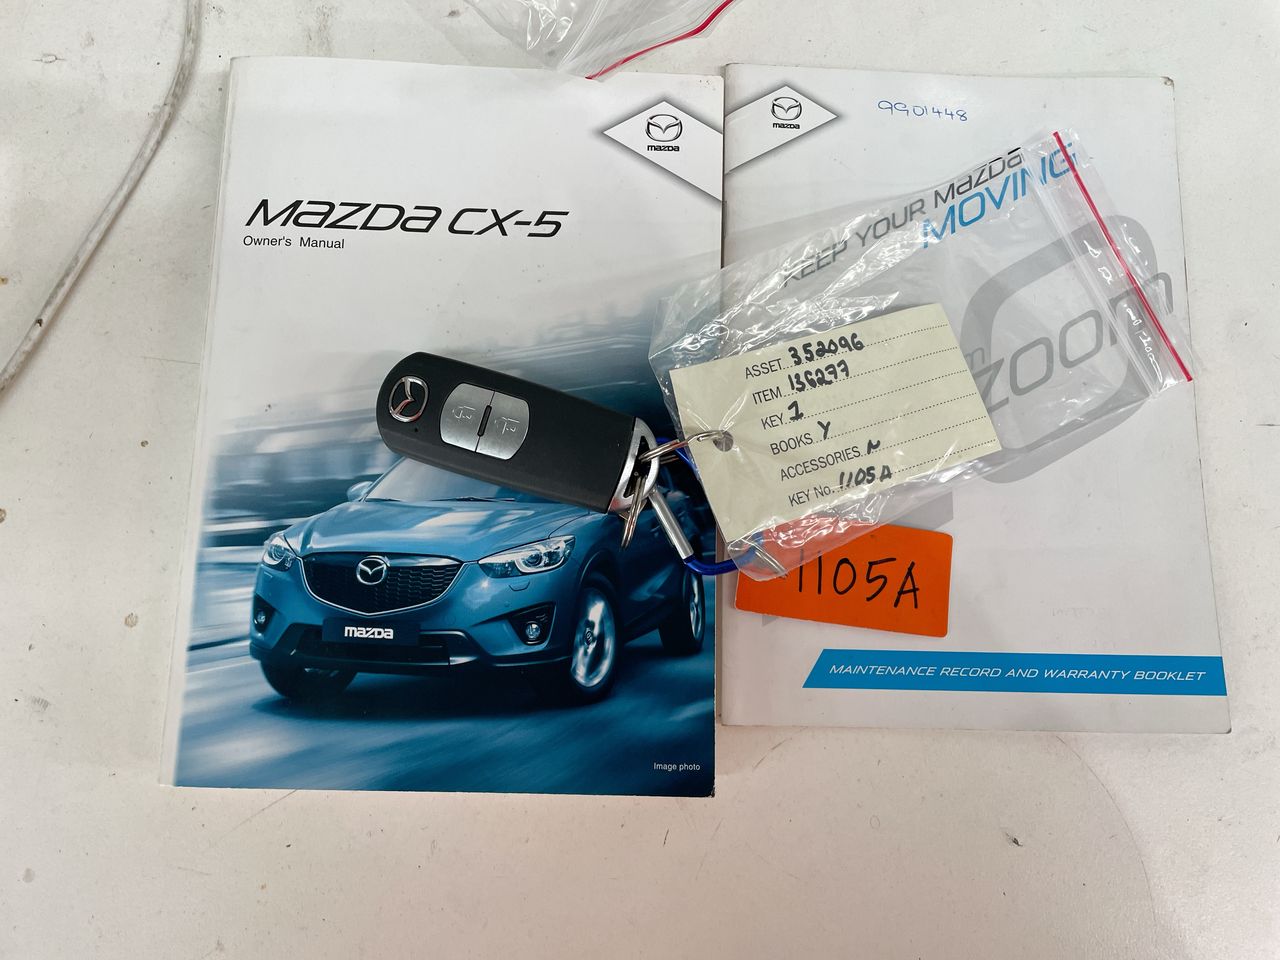 mazda
MAZDA CX-5
Owner's Manual
mazda
Image photo
mazda
9901448
KEEP YOUR MAZDA
MOVING
zoom
ASSET 352096
ITEM 136277
KEY 1
BOOKS Y
ACCESSORIES N
KEY No. 1105A
1105A
MAINTENANCE RECORD AND WARRANTY BOOKLET